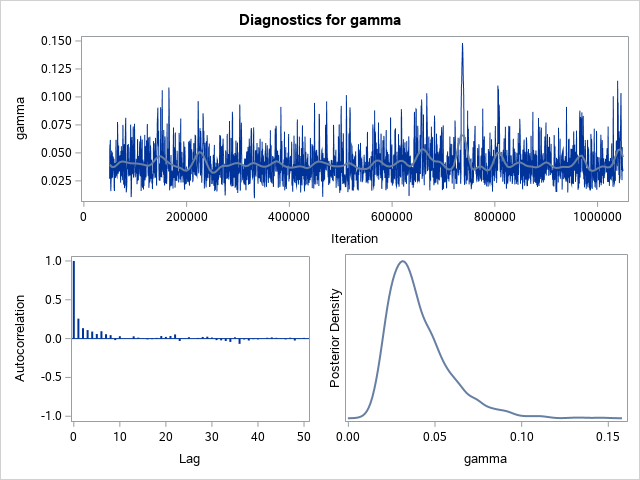 Diagnostics for gamma
gamma
0.150
0.125
0.100
0.075
0.050
0.025
0 200000 400000 600000 800000 1000000
Iteration
Autocorrelation
1.0
0.5
0.0
-0.5
-1.0
0 10 20 30 40 50
Lag
Posterior Density
0.00 0.05 0.10 0.15
gamma